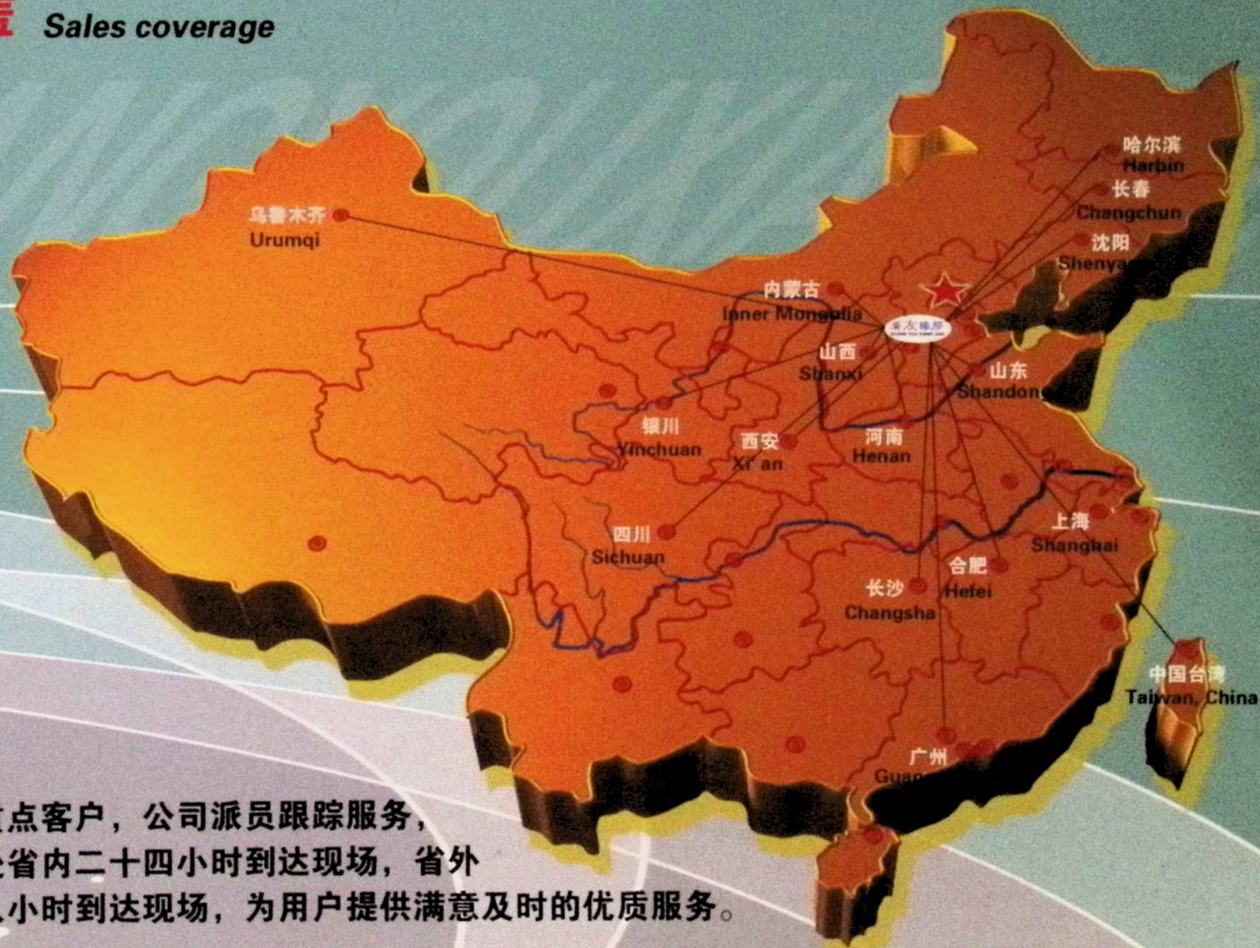 Sales coverage
哈尔滨
Harbin
长春
Changchun
沈阳
乌鲁木齐
Urumqi
内蒙古
Inner Mongolia
山西
Shanxi
山东
Shandong
银川
Yinchuan
西安
Xi' an
河南
Henan
四川
Sichuan
上海
Shanghai
合肥
Hefei
长沙
Changsha
中国台湾
Taiwan, China
广州
点客户，公司派员跟踪服务，
省内二十四小时到达现场，省外
小时到达现场，为用户提供满意及时的优质服务。